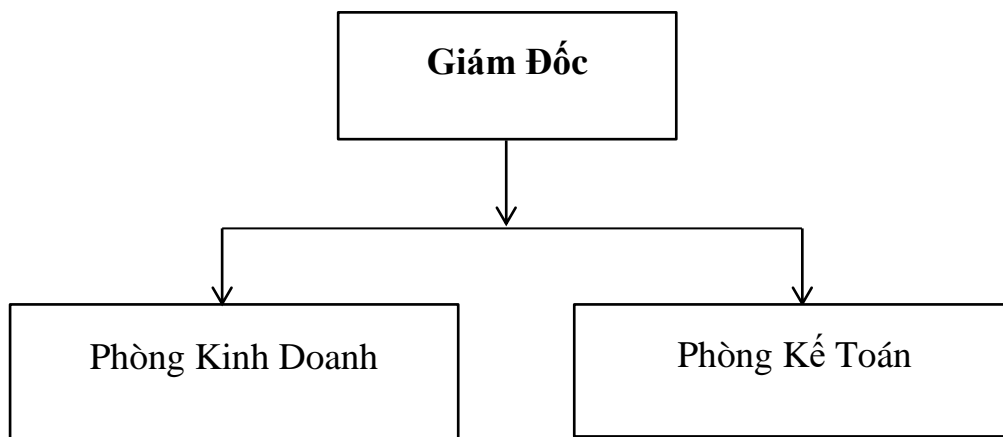 Giám Đốc
Phòng Kinh Doanh
Phòng Kế Toán